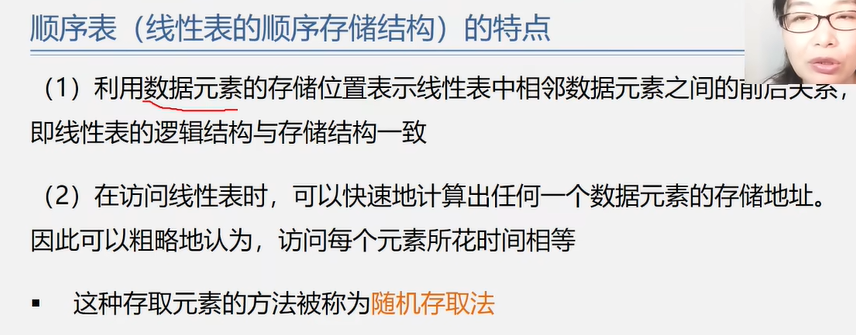 顺序表（线性表的顺序存储结构）的特点
（1）利用数据元素的存储位置表示线性表中相邻数据元素之间的前后关系，
即线性表的逻辑结构与存储结构一致
（2）在访问线性表时，可以快速地计算出任何一个数据元素的存储地址。
因此可以粗略地认为，访问每个元素所花时间相等
▪ 这种存取元素的方法被称为随机存取法